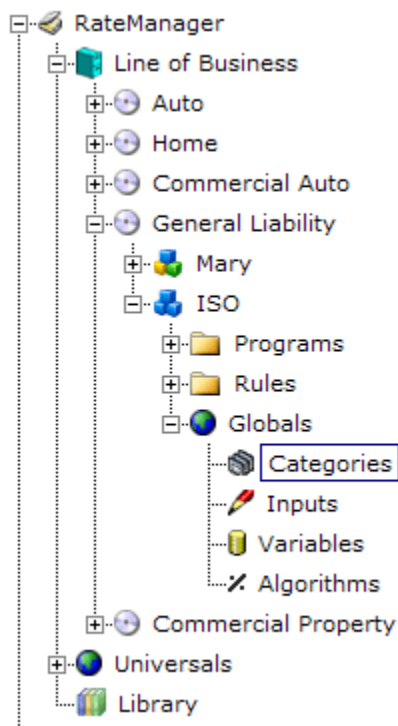 RateManager
Line of Business
Auto
Home
Commercial Auto
General Liability
Mary
ISO
Programs
Rules
Globals
Categories
Inputs
Variables
Algorithms
Commercial Property
Universals
Library